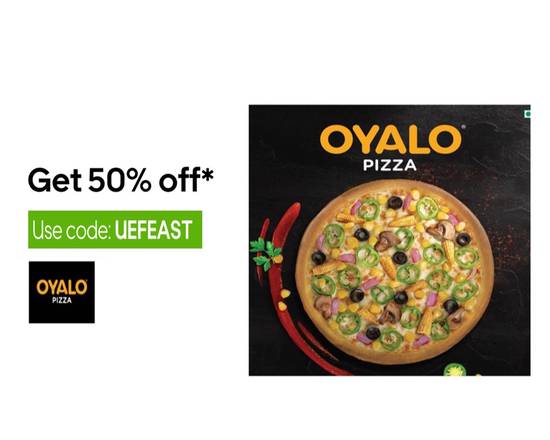 OYALO
PIZZA
Get 50% off*
Use code: UEFEAST
OYALO
PIZZA